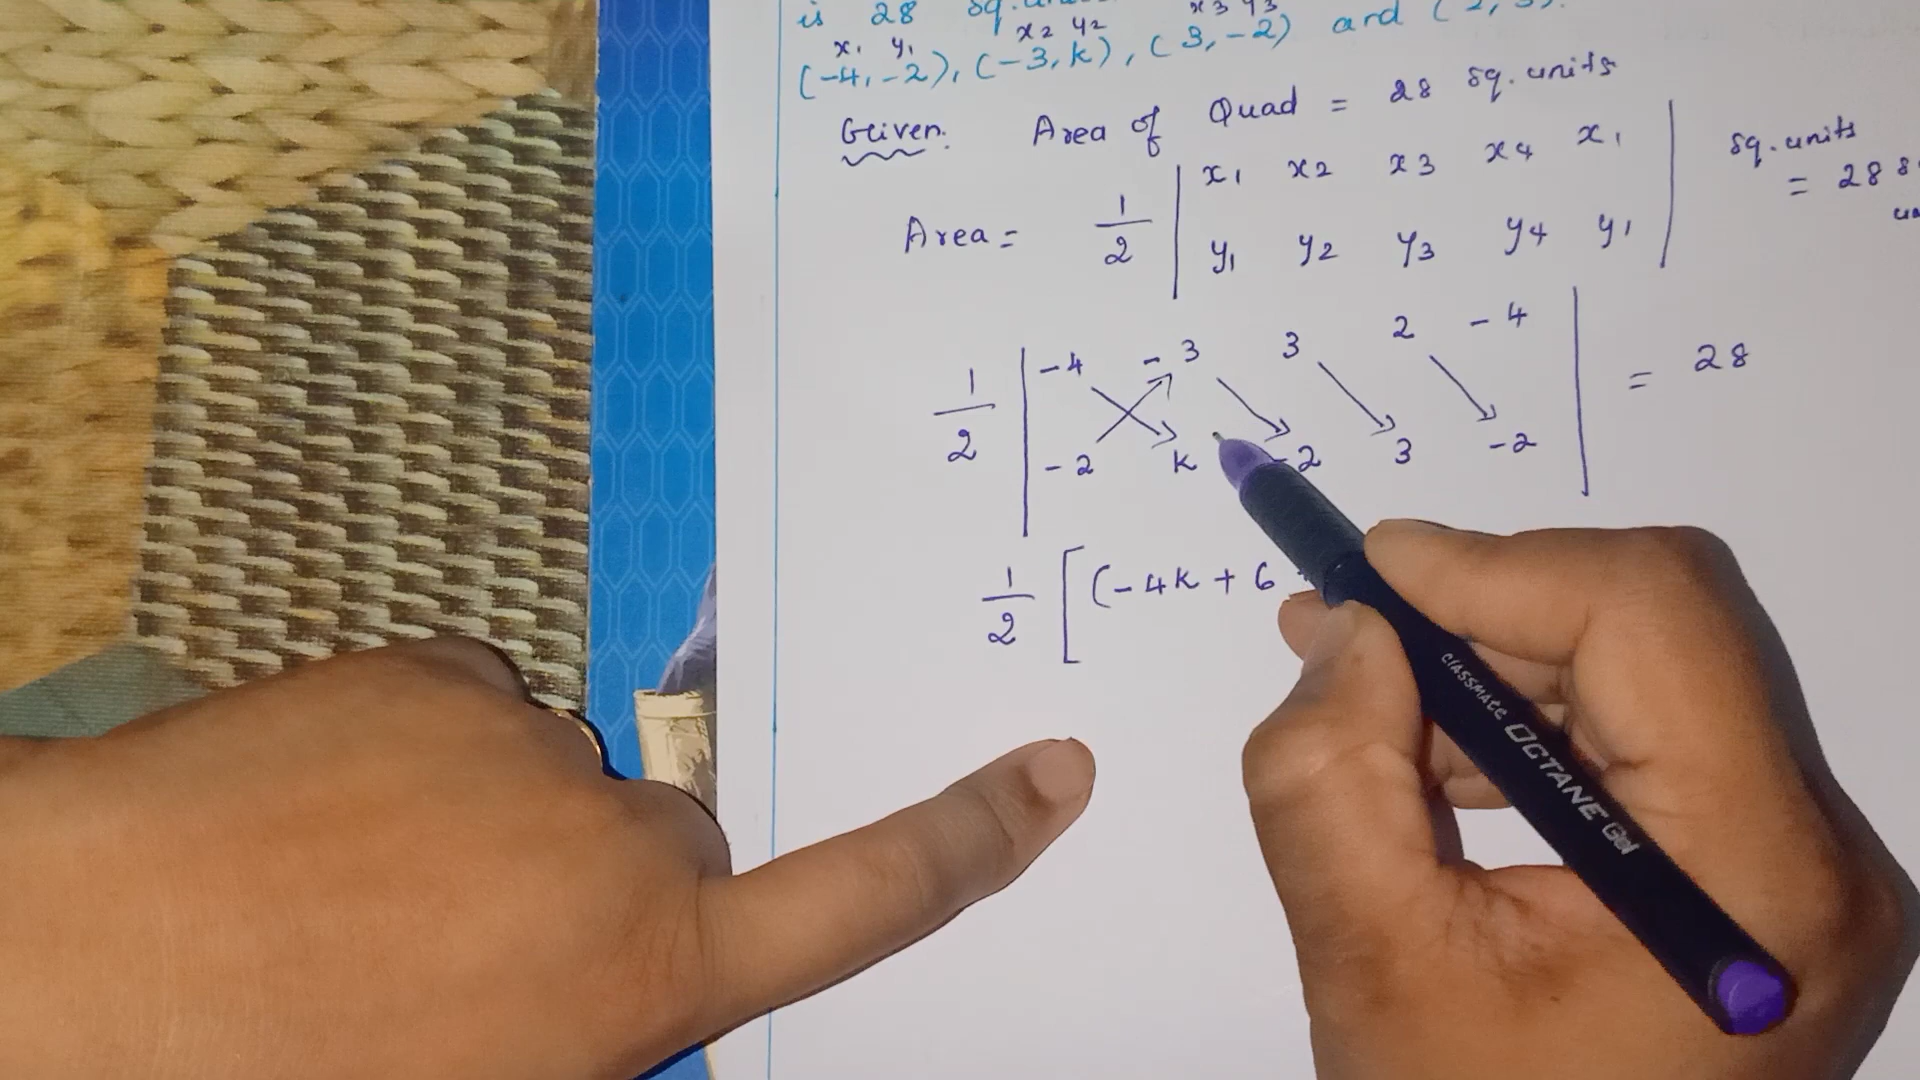 is 28 sq.
x1 y1 x2 y2 x3 y3
(-4,-2), (-3,k), (3,-2) and (2,3).
Given: Area of Quad = 28 sq. units
Area = 1/2 | x1 x2 x3 x4 x1 | sq. units
y1 y2 y3 y4 y1 = 28
1/2 | -4 -3 3 2 -4 | = 28
-2 k -2 3 -2
1/2 [(-4k + 6
classmate OCTANE Gel